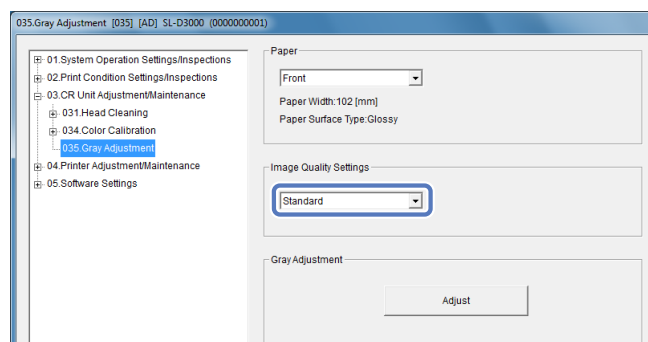 035.Gray Adjustment [035] [AD] SL-D3000 (0000000001)
01.System Operation Settings/Inspections
02.Print Condition Settings/Inspections
03.CR Unit Adjustment/Maintenance
031.Head Cleaning
034.Color Calibration
035.Gray Adjustment
04.Printer Adjustment/Maintenance
05.Software Settings
Paper
Front
Paper Width:102 [mm]
Paper Surface Type:Glossy
Image Quality Settings
Standard
Gray Adjustment
Adjust